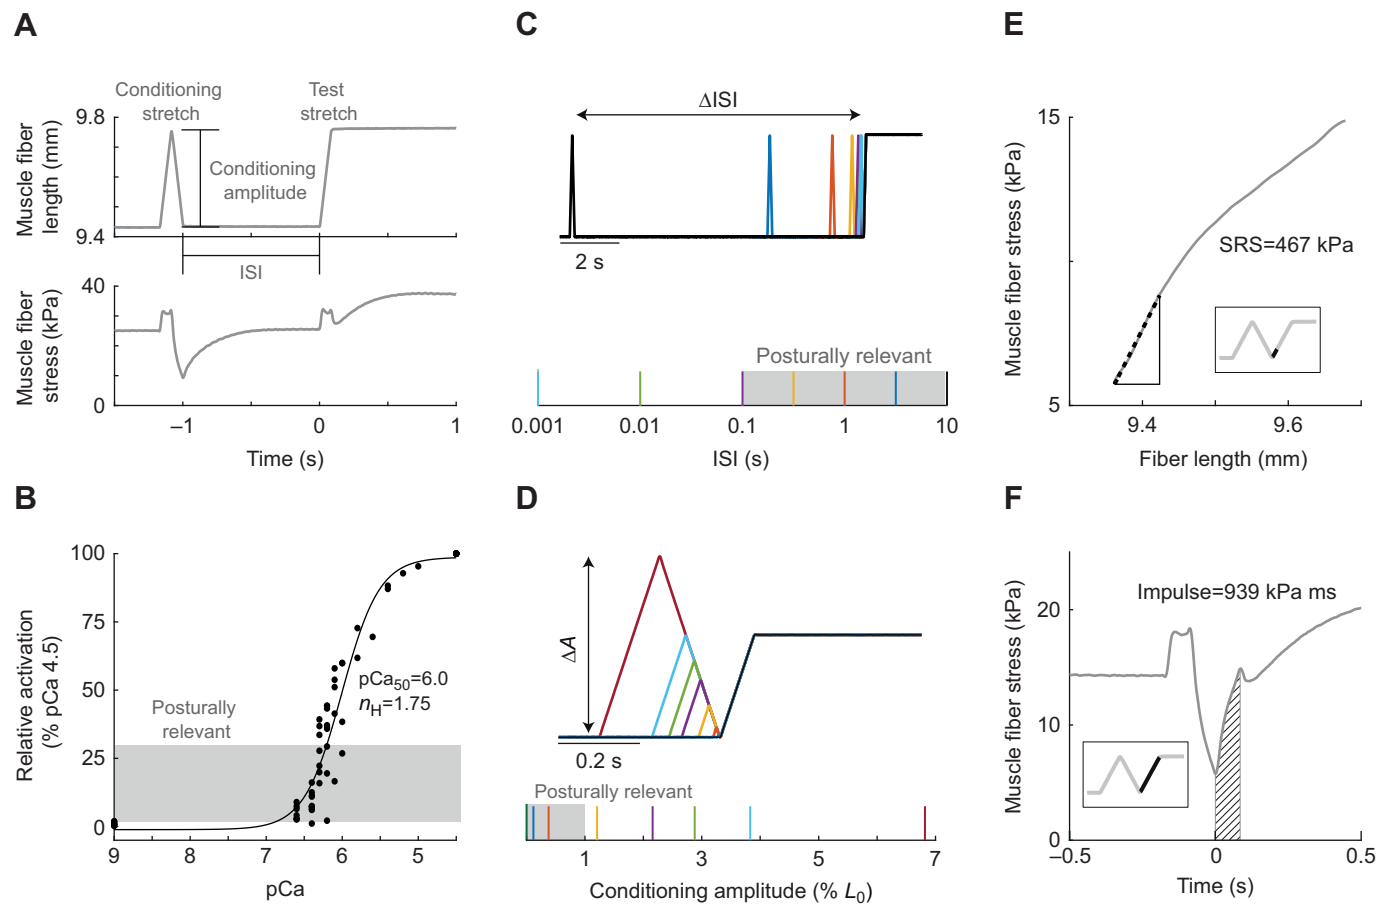 A
Conditioning
stretch
Test
stretch
Muscle fiber
length (mm)
9.8
9.4
Conditioning
amplitude
ISI
Muscle fiber
stress (kPa)
40
20
0
–1
0
1
Time (s)
B
Relative activation
(% pCa 4.5)
100
75
50
25
0
pCa50=6.0
nH=1.75
Posturally
relevant
9
8
7
6
5
pCa
C
ΔISI
2 s
Posturally relevant
0.001
0.01
0.1
1
10
ISI (s)
D
ΔA
0.2 s
Posturally relevant
1
3
5
7
Conditioning amplitude (% L0)
E
Muscle fiber stress (kPa)
15
5
SRS=467 kPa
9.4
9.6
Fiber length (mm)
F
Muscle fiber stress (kPa)
20
10
0
Impulse=939 kPa ms
–0.5
0
0.5
Time (s)